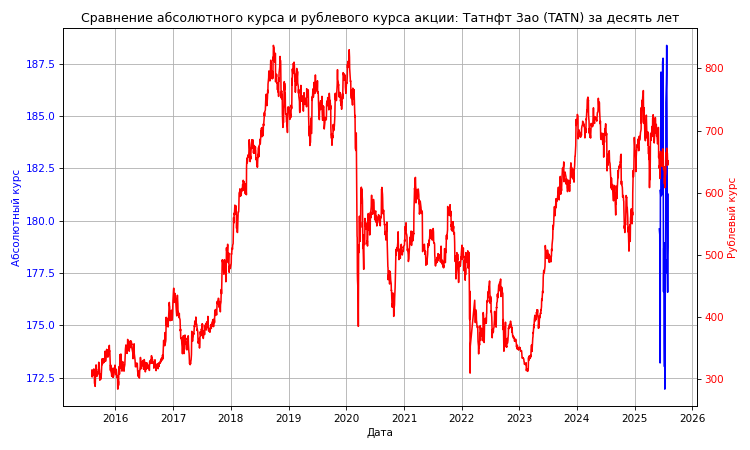 Сравнение абсолютного курса и рублевого курса акции: Татнфт 3ао (TATN) за десять лет
Абсолютный курс
187.5
185.0
182.5
180.0
177.5
175.0
172.5
800
700
600
500
400
300
Рублевый курс
2016 2017 2018 2019 2020 2021 2022 2023 2024 2025 2026
Дата